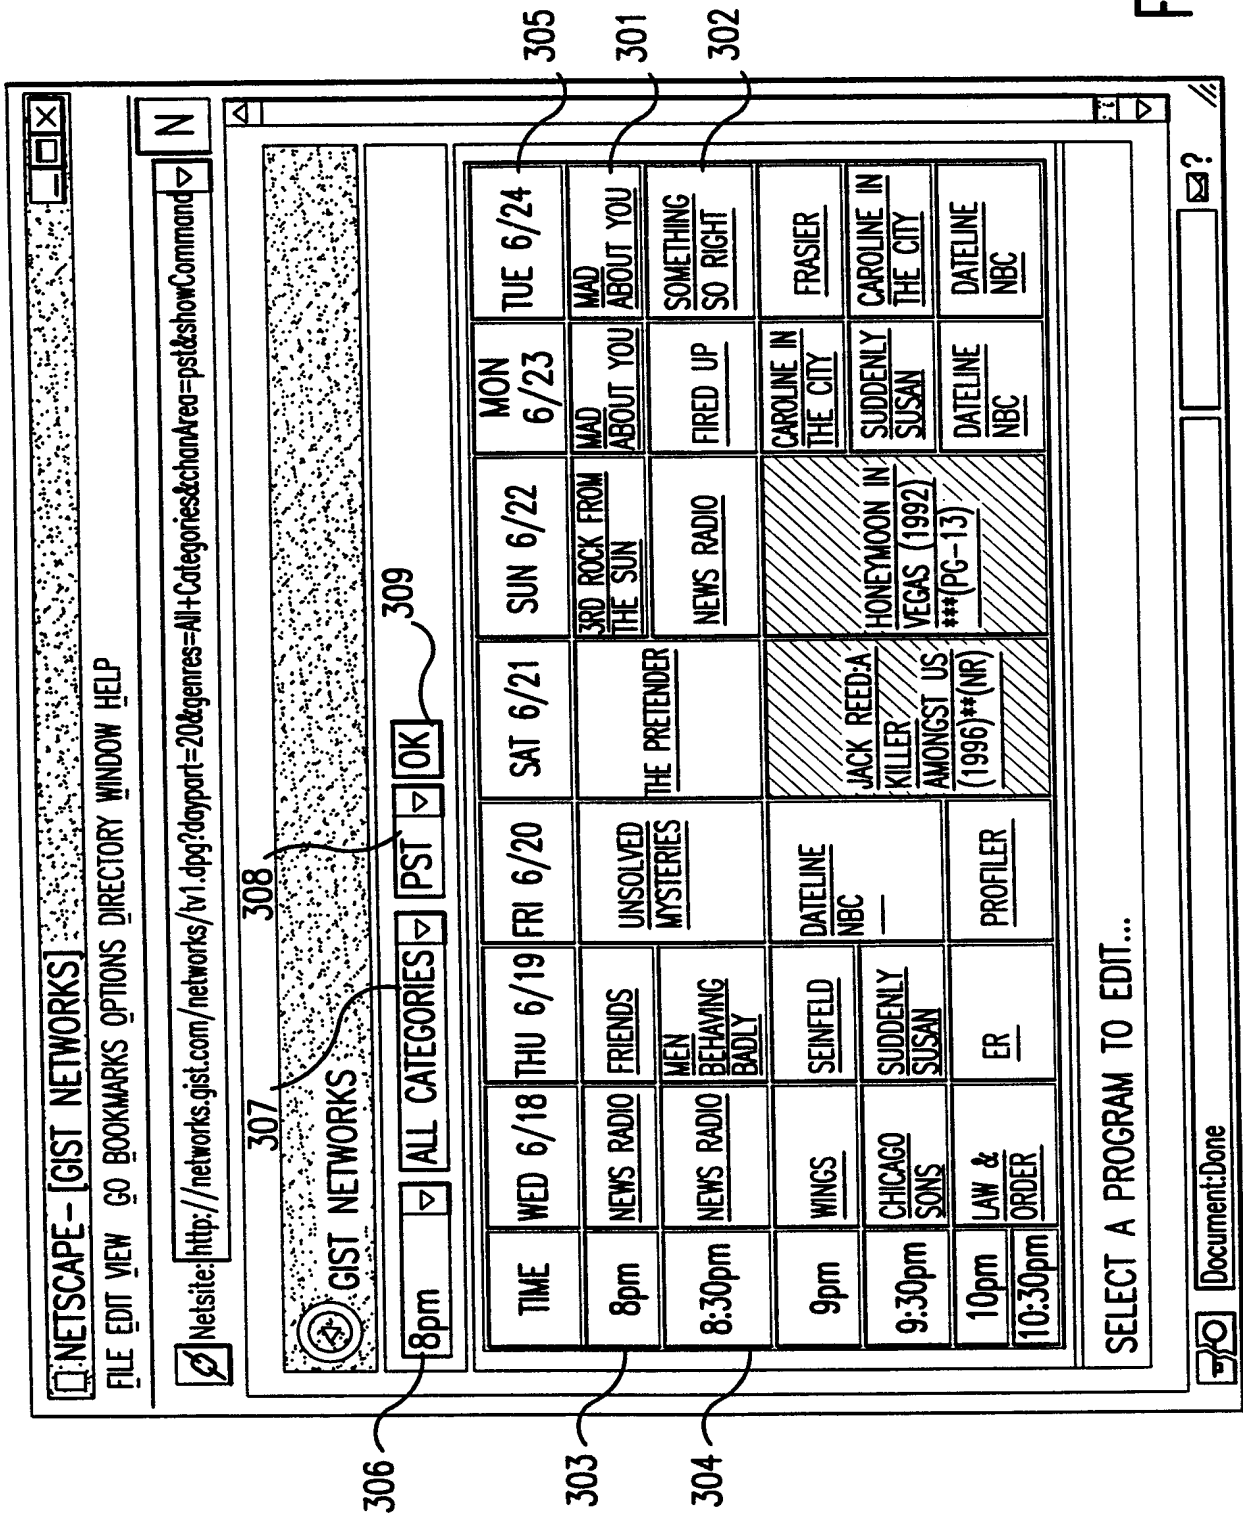 NETSCAPE-[GIST NETWORKS]
FILE EDIT VIEW GO BOOKMARKS OPTIONS DIRECTORY WINDOW HELP
Netsite: http://networks.gist.com/networks/tv1.dpg?daypart=20&genres=All+Categories&chanArea=pst&showCommand
N
307
308
GIST NETWORKS
309
306
8pm
ALL CATEGORIES
PST
OK
TIME
WED 6/18
THU 6/19
FRI 6/20
SAT 6/21
SUN 6/22
MON
6/23
TUE 6/24
305
303
8pm
NEWS RADIO
FRIENDS
UNSOLVED
MYSTERIES
THE PRETENDER
3RD ROCK FROM
THE SUN
MAD
ABOUT YOU
MAD
ABOUT YOU
301
304
8:30pm
NEWS RADIO
MEN
BEHAVING
BADLY
NEWS RADIO
FIRED UP
SOMETHING
SO RIGHT
302
9pm
WINGS
SEINFELD
DATELINE
NBC
JACK REED:A
KILLER
AMONGST US
(1996)**(NR)
HONEYMOON IN
VEGAS (1992)
***(PG-13)
CAROLINE IN
THE CITY
FRASIER
9:30pm
CHICAGO
SONS
SUDDENLY
SUSAN
SUDDENLY
SUSAN
CAROLINE IN
THE CITY
10pm
LAW &
ORDER
ER
PROFILER
DATELINE
NBC
DATELINE
NBC
10:30pm
SELECT A PROGRAM TO EDIT...
Document:Done
?